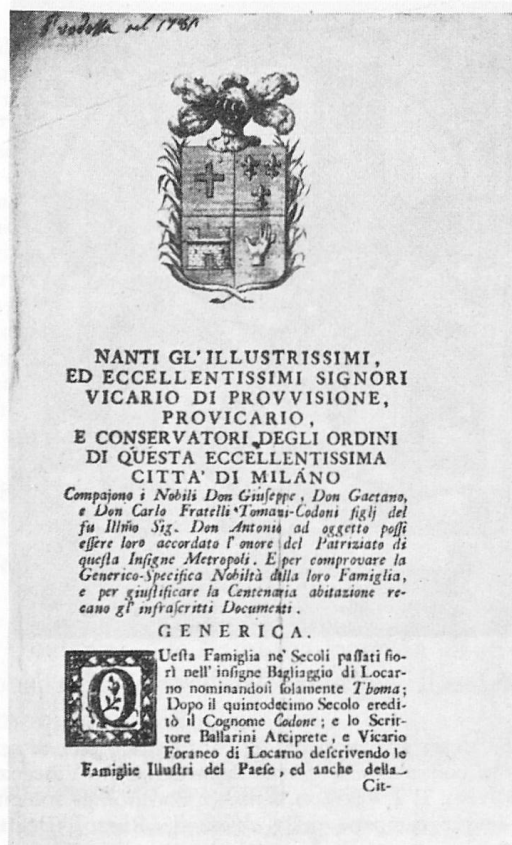 nel 1781
NANTI GL' ILLUSTRISSIMI,
ED ECCELLENTISSIMI SIGNORI
VICARIO DI PROVVISIONE,
PROVICARIO,
E CONSERVATORI DEGLI ORDINI
DI QUESTA ECCELLENTISSIMA
CITTA' DI MILANO
Compajono i Nobili Don Giuseppe, Don Gaetano,
e Don Carlo Fratelli Tomani-Codoni figlj del
fu Illmo Sig. Don Antonio ad oggetto possi
essere loro accordato l' onore del Patriziato di
questa Insigne Metropoli. E per comprovare la
Generico-Specifica Nobiltà della loro Famiglia,
e per giustificare la Centenaria abitazione re-
cano gl' infrascritti Documenti.
GENERICA.
QUesta Famiglia ne' Secoli passati fio-
rì nell' insigne Bagliaggio di Locar-
no nominandosi solamente Thoma;
Dopo il quintodecimo Secolo eredi-
tò il Cognome Codone; e lo Scrit-
tore Ballarini Arciprete, e Vicario
Foraneo di Locarno descrivendo le
Famiglie Illustri del Paese, ed anche della
Cit-